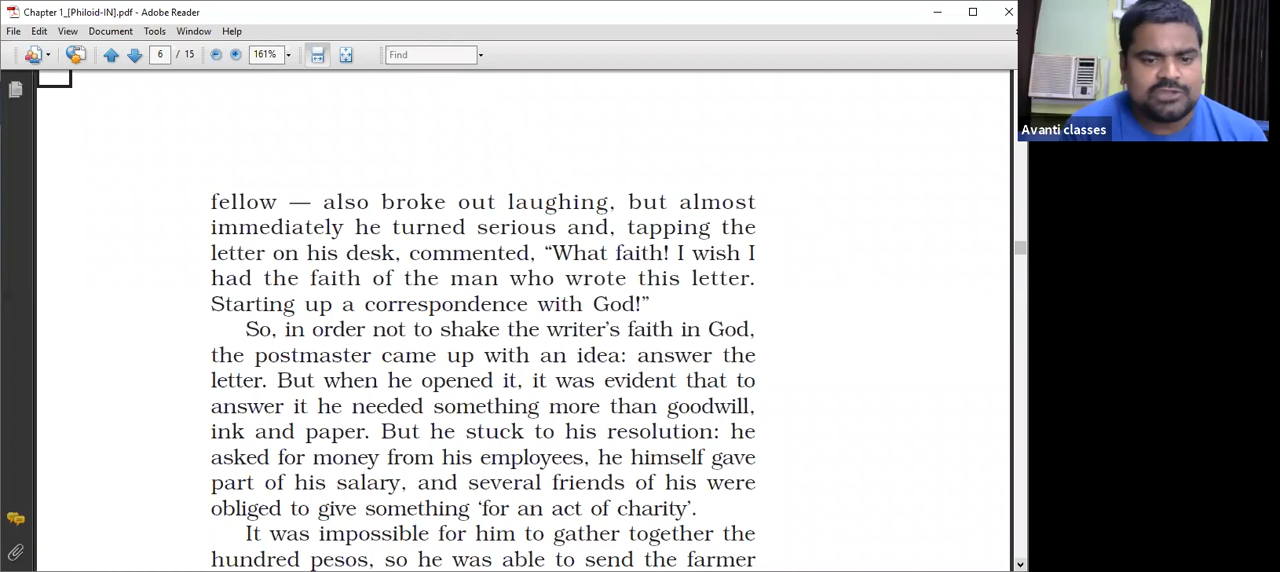 Chapter 1_[Philoid-IN].pdf - Adobe Reader
File Edit View Document Tools Window Help
6 / 15 161% Find
fellow — also broke out laughing, but almost
immediately he turned serious and, tapping the
letter on his desk, commented, “What faith! I wish I
had the faith of the man who wrote this letter.
Starting up a correspondence with God!”
So, in order not to shake the writer’s faith in God,
the postmaster came up with an idea: answer the
letter. But when he opened it, it was evident that to
answer it he needed something more than goodwill,
ink and paper. But he stuck to his resolution: he
asked for money from his employees, he himself gave
part of his salary, and several friends of his were
obliged to give something ‘for an act of charity’.
It was impossible for him to gather together the
hundred pesos, so he was able to send the farmer
Avanti classes